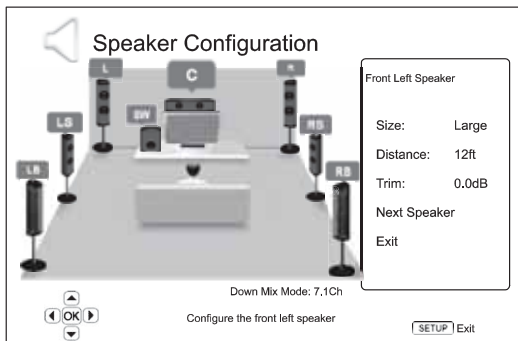 Speaker Configuration
L
C
R
SW
LS
RS
LB
RB
Front Left Speaker
Size: Large
Distance: 12ft
Trim: 0.0dB
Next Speaker
Exit
Down Mix Mode: 7,1Ch
OK
Configure the front left speaker
SETUP Exit